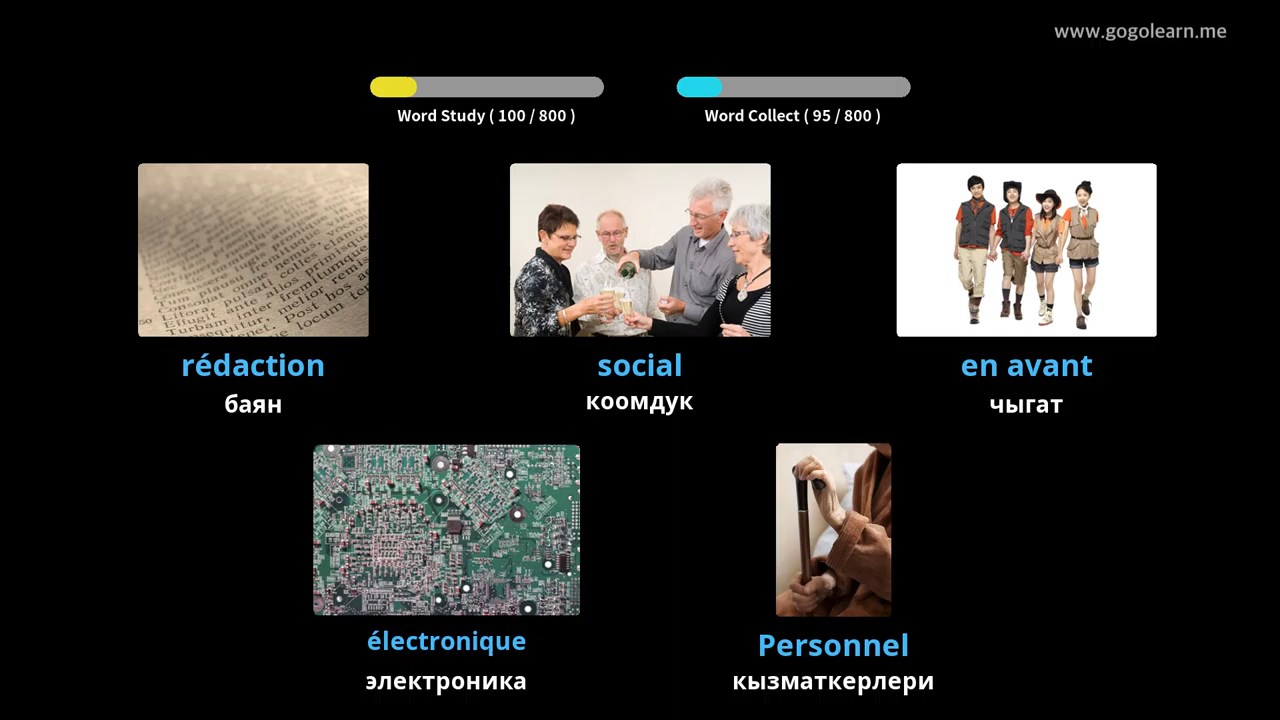 www.gogolearn.me
Word Study ( 100 / 800 )
Word Collect ( 95 / 800 )
rédaction
баян
social
коомдук
en avant
чыгат
électronique
электроника
Personnel
кызматкерлери